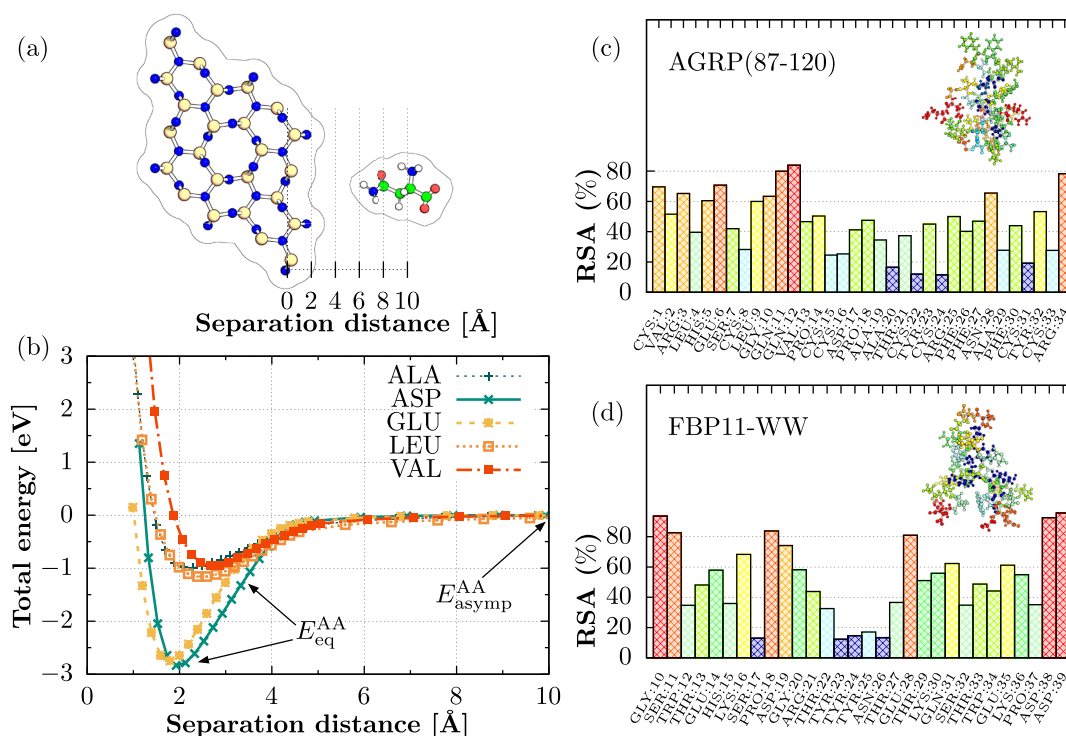 (a)
0 2 4 6 8 10
Separation distance [Å]
(b)
3
2
1
0
-1
-2
-3
Total energy [eV]
ALA
ASP
GLU
LEU
VAL
E_eq^AA
E_asymp^AA
0 2 4 6 8 10
Separation distance [Å]
(c)
AGRP(87-120)
80
60
40
20
0
RSA (%)
CYS:1 VAL:2 ARG:3 LEU:4 HIS:5 GLU:6 SER:7 CYS:8 LEU:9 GLY:10 GLN:11 GLN:12 VAL:13 PRO:14 CYS:15 CYS:16 ASP:17 PRO:18 ALA:19 ALA:20 THR:21 CYS:22 TYR:23 CYS:24 ARG:25 PHE:26 PHE:27 ASN:28 ALA:29 PHE:30 CYS:31 TYR:32 CYS:33 ARG:34
(d)
FBP11-WW
80
60
40
20
0
RSA (%)
GLY:10 SER:11 TRP:12 THR:13 GLU:14 HIS:15 LYS:16 SER:17 PRO:18 ASP:19 GLY:20 ARG:21 THR:22 TYR:23 TYR:24 TYR:25 ASN:26 THR:27 GLU:28 THR:29 LYS:30 GLN:31 SER:32 THR:33 TRP:34 GLU:35 LYS:36 PRO:37 ASP:38 ASP:39